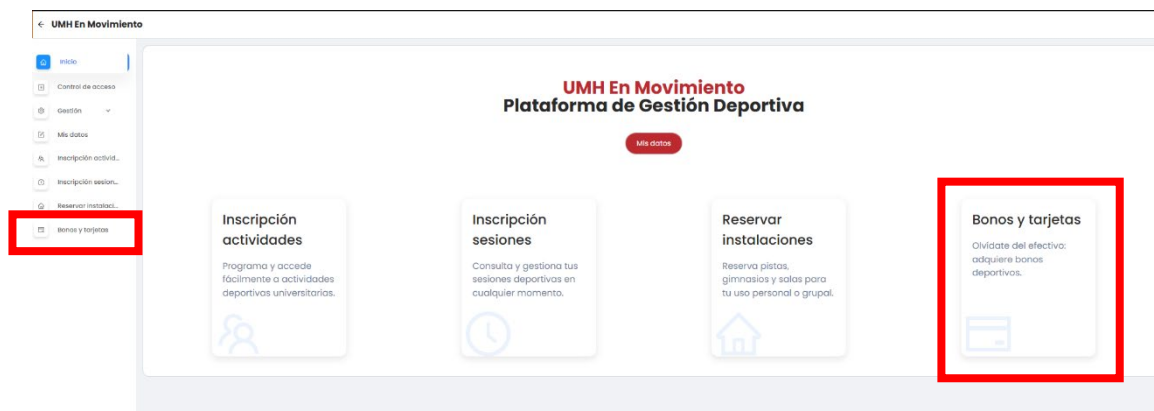 ← UMH En Movimiento
Inicio
Control de acceso
Gestión
Mis datos
Inscripción activid...
Inscripción sesion...
Reservar instalaci...
Bonos y tarjetas
UMH En Movimiento
Plataforma de Gestión Deportiva
Mis datos
Inscripción
actividades
Programa y accede
fácilmente a actividades
deportivas universitarias.
Inscripción
sesiones
Consulta y gestiona tus
sesiones deportivas en
cualquier momento.
Reservar
instalaciones
Reserva pistas,
gimnasios y salas para
tu uso personal o grupal.
Bonos y tarjetas
Olvídate del efectivo:
adquiere bonos
deportivos.